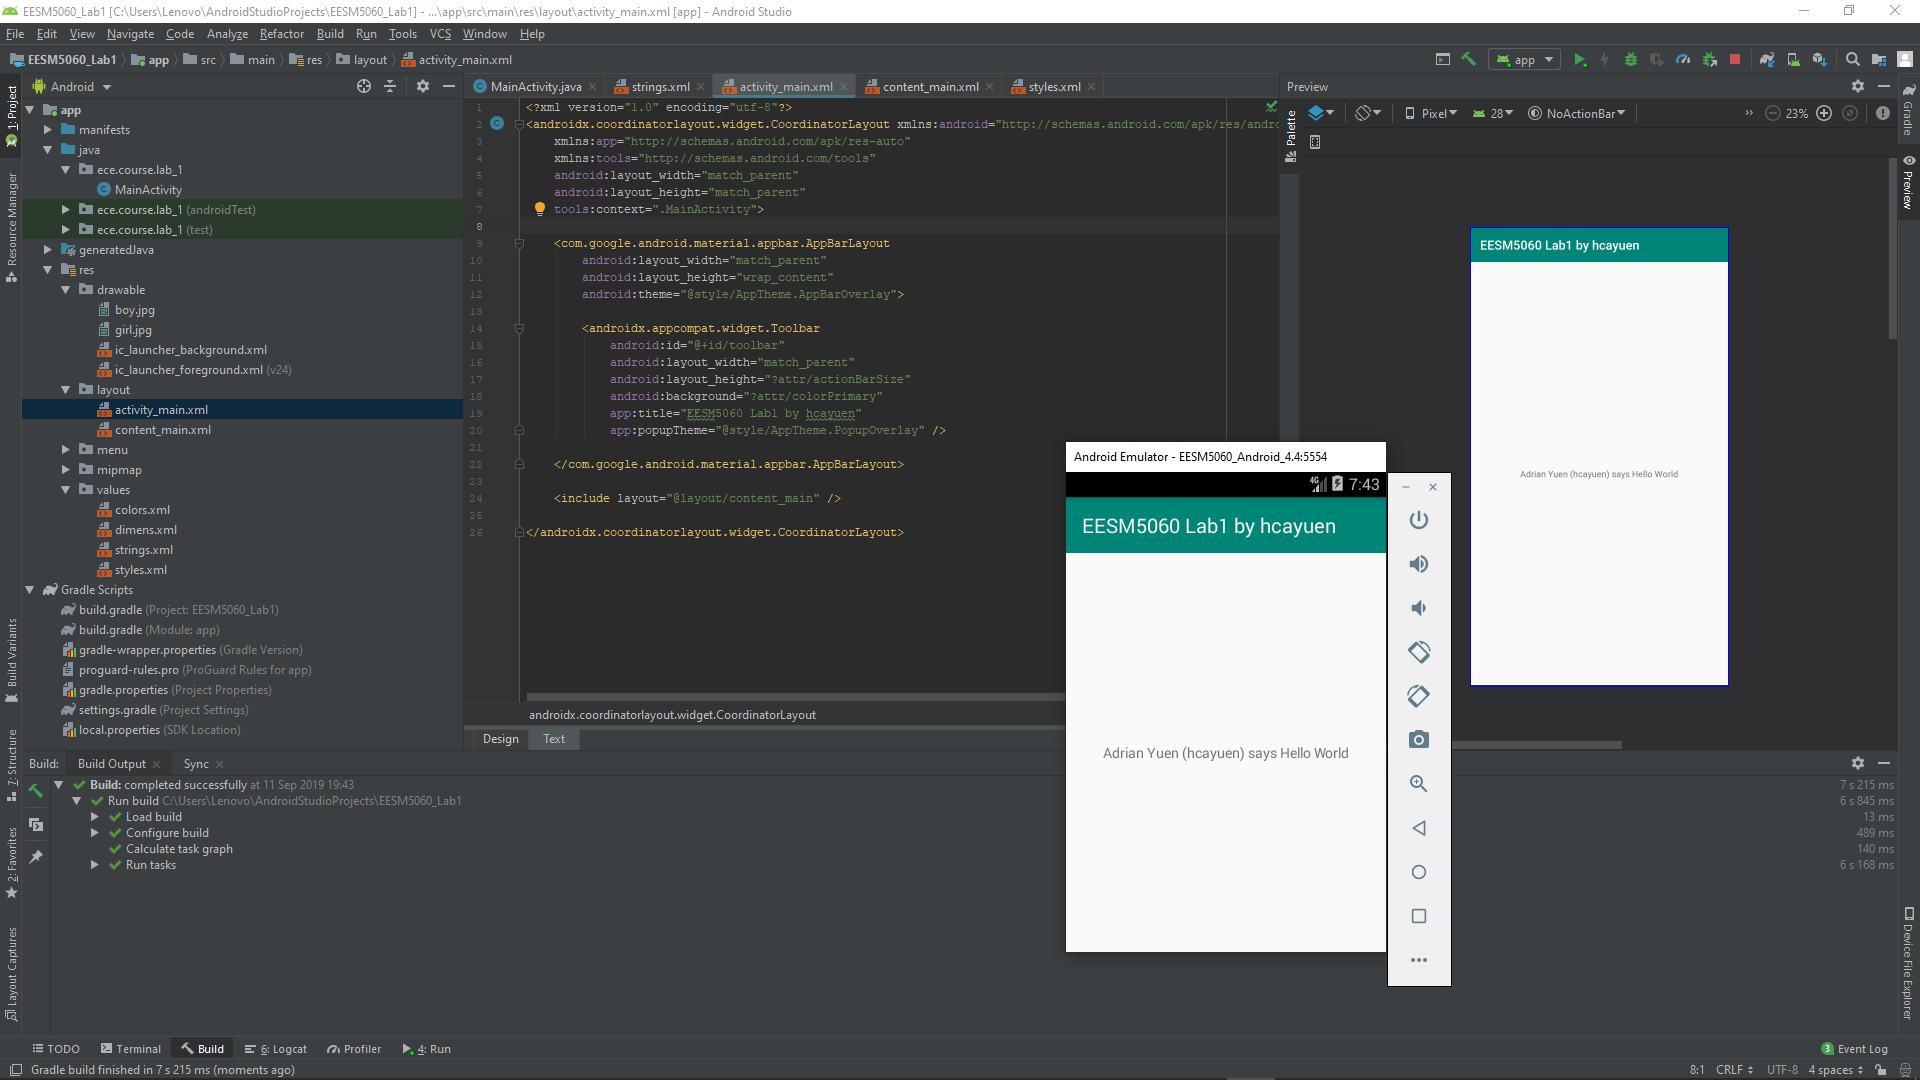 EESM5060_Lab1 [C:\Users\Lenovo\AndroidStudioProjects\EESM5060_Lab1] - ...\app\src\main\res\layout\activity_main.xml [app] - Android Studio
File Edit View Navigate Code Analyze Refactor Build Run Tools VCS Window Help
EESM5060_Lab1 app src main res layout activity_main.xml
app
1: Project
Resource Manager
Build Variants
7: Structure
2: Favorites
Layout Captures
Android
app
manifests
java
ece.course.lab_1
MainActivity
ece.course.lab_1 (androidTest)
ece.course.lab_1 (test)
generatedJava
res
drawable
boy.jpg
girl.jpg
ic_launcher_background.xml
ic_launcher_foreground.xml (v24)
layout
activity_main.xml
content_main.xml
menu
mipmap
values
colors.xml
dimens.xml
strings.xml
styles.xml
Gradle Scripts
build.gradle (Project: EESM5060_Lab1)
build.gradle (Module: app)
gradle-wrapper.properties (Gradle Version)
proguard-rules.pro (ProGuard Rules for app)
gradle.properties (Project Properties)
settings.gradle (Project Settings)
local.properties (SDK Location)
MainActivity.java strings.xml activity_main.xml content_main.xml styles.xml
1 <?xml version="1.0" encoding="utf-8"?>
2 <androidx.coordinatorlayout.widget.CoordinatorLayout xmlns:android="http://schemas.android.com/apk/res/andro
3 xmlns:app="http://schemas.android.com/apk/res-auto"
4 xmlns:tools="http://schemas.android.com/tools"
5 android:layout_width="match_parent"
6 android:layout_height="match_parent"
7 tools:context=".MainActivity">
8
9 <com.google.android.material.appbar.AppBarLayout
10 android:layout_width="match_parent"
11 android:layout_height="wrap_content"
12 android:theme="@style/AppTheme.AppBarOverlay">
13
14 <androidx.appcompat.widget.Toolbar
15 android:id="@+id/toolbar"
16 android:layout_width="match_parent"
17 android:layout_height="?attr/actionBarSize"
18 android:background="?attr/colorPrimary"
19 app:title="EESM5060 Lab1 by hcayuen"
20 app:popupTheme="@style/AppTheme.PopupOverlay" />
21
22 </com.google.android.material.appbar.AppBarLayout>
23
24 <include layout="@layout/content_main" />
25
26 </androidx.coordinatorlayout.widget.CoordinatorLayout>
androidx.coordinatorlayout.widget.CoordinatorLayout
Design Text
Preview
Palette
Pixel 28 NoActionBar 23%
EESM5060 Lab1 by hcayuen
Adrian Yuen (hcayuen) says Hello World
Gradle
Preview
Device File Explorer
Android Emulator - EESM5060_Android_4.4:5554
4G 7:43
EESM5060 Lab1 by hcayuen
Adrian Yuen (hcayuen) says Hello World
Build: Build Output Sync
Build: completed successfully at 11 Sep 2019 19:43 7 s 215 ms
Run build C:\Users\Lenovo\AndroidStudioProjects\EESM5060_Lab1 6 s 845 ms
Load build 13 ms
Configure build 489 ms
Calculate task graph 140 ms
Run tasks 6 s 168 ms
TODO Terminal Build 6: Logcat Profiler 4: Run 3 Event Log
Gradle build finished in 7 s 215 ms (moments ago) 8:1 CRLF UTF-8 4 spaces